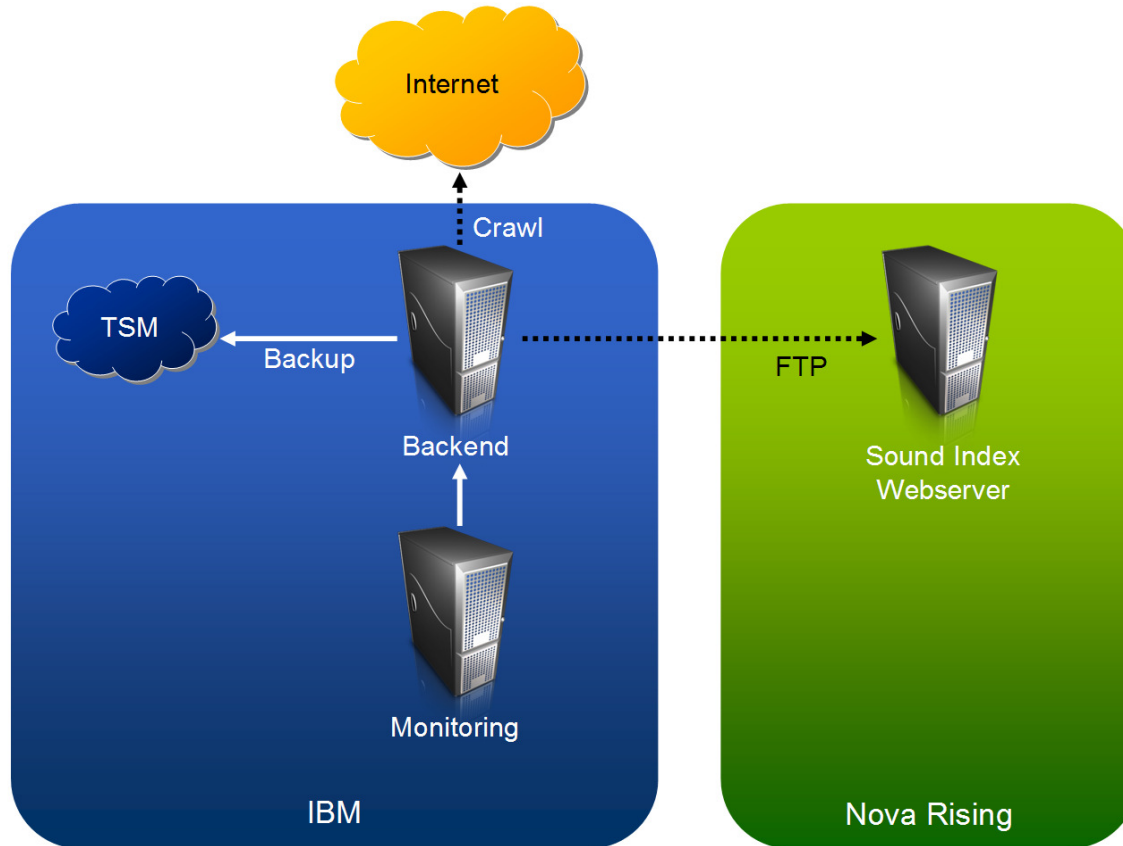 Internet
Crawl
TSM
Backup
FTP
Backend
Sound Index
Webserver
Monitoring
IBM
Nova Rising